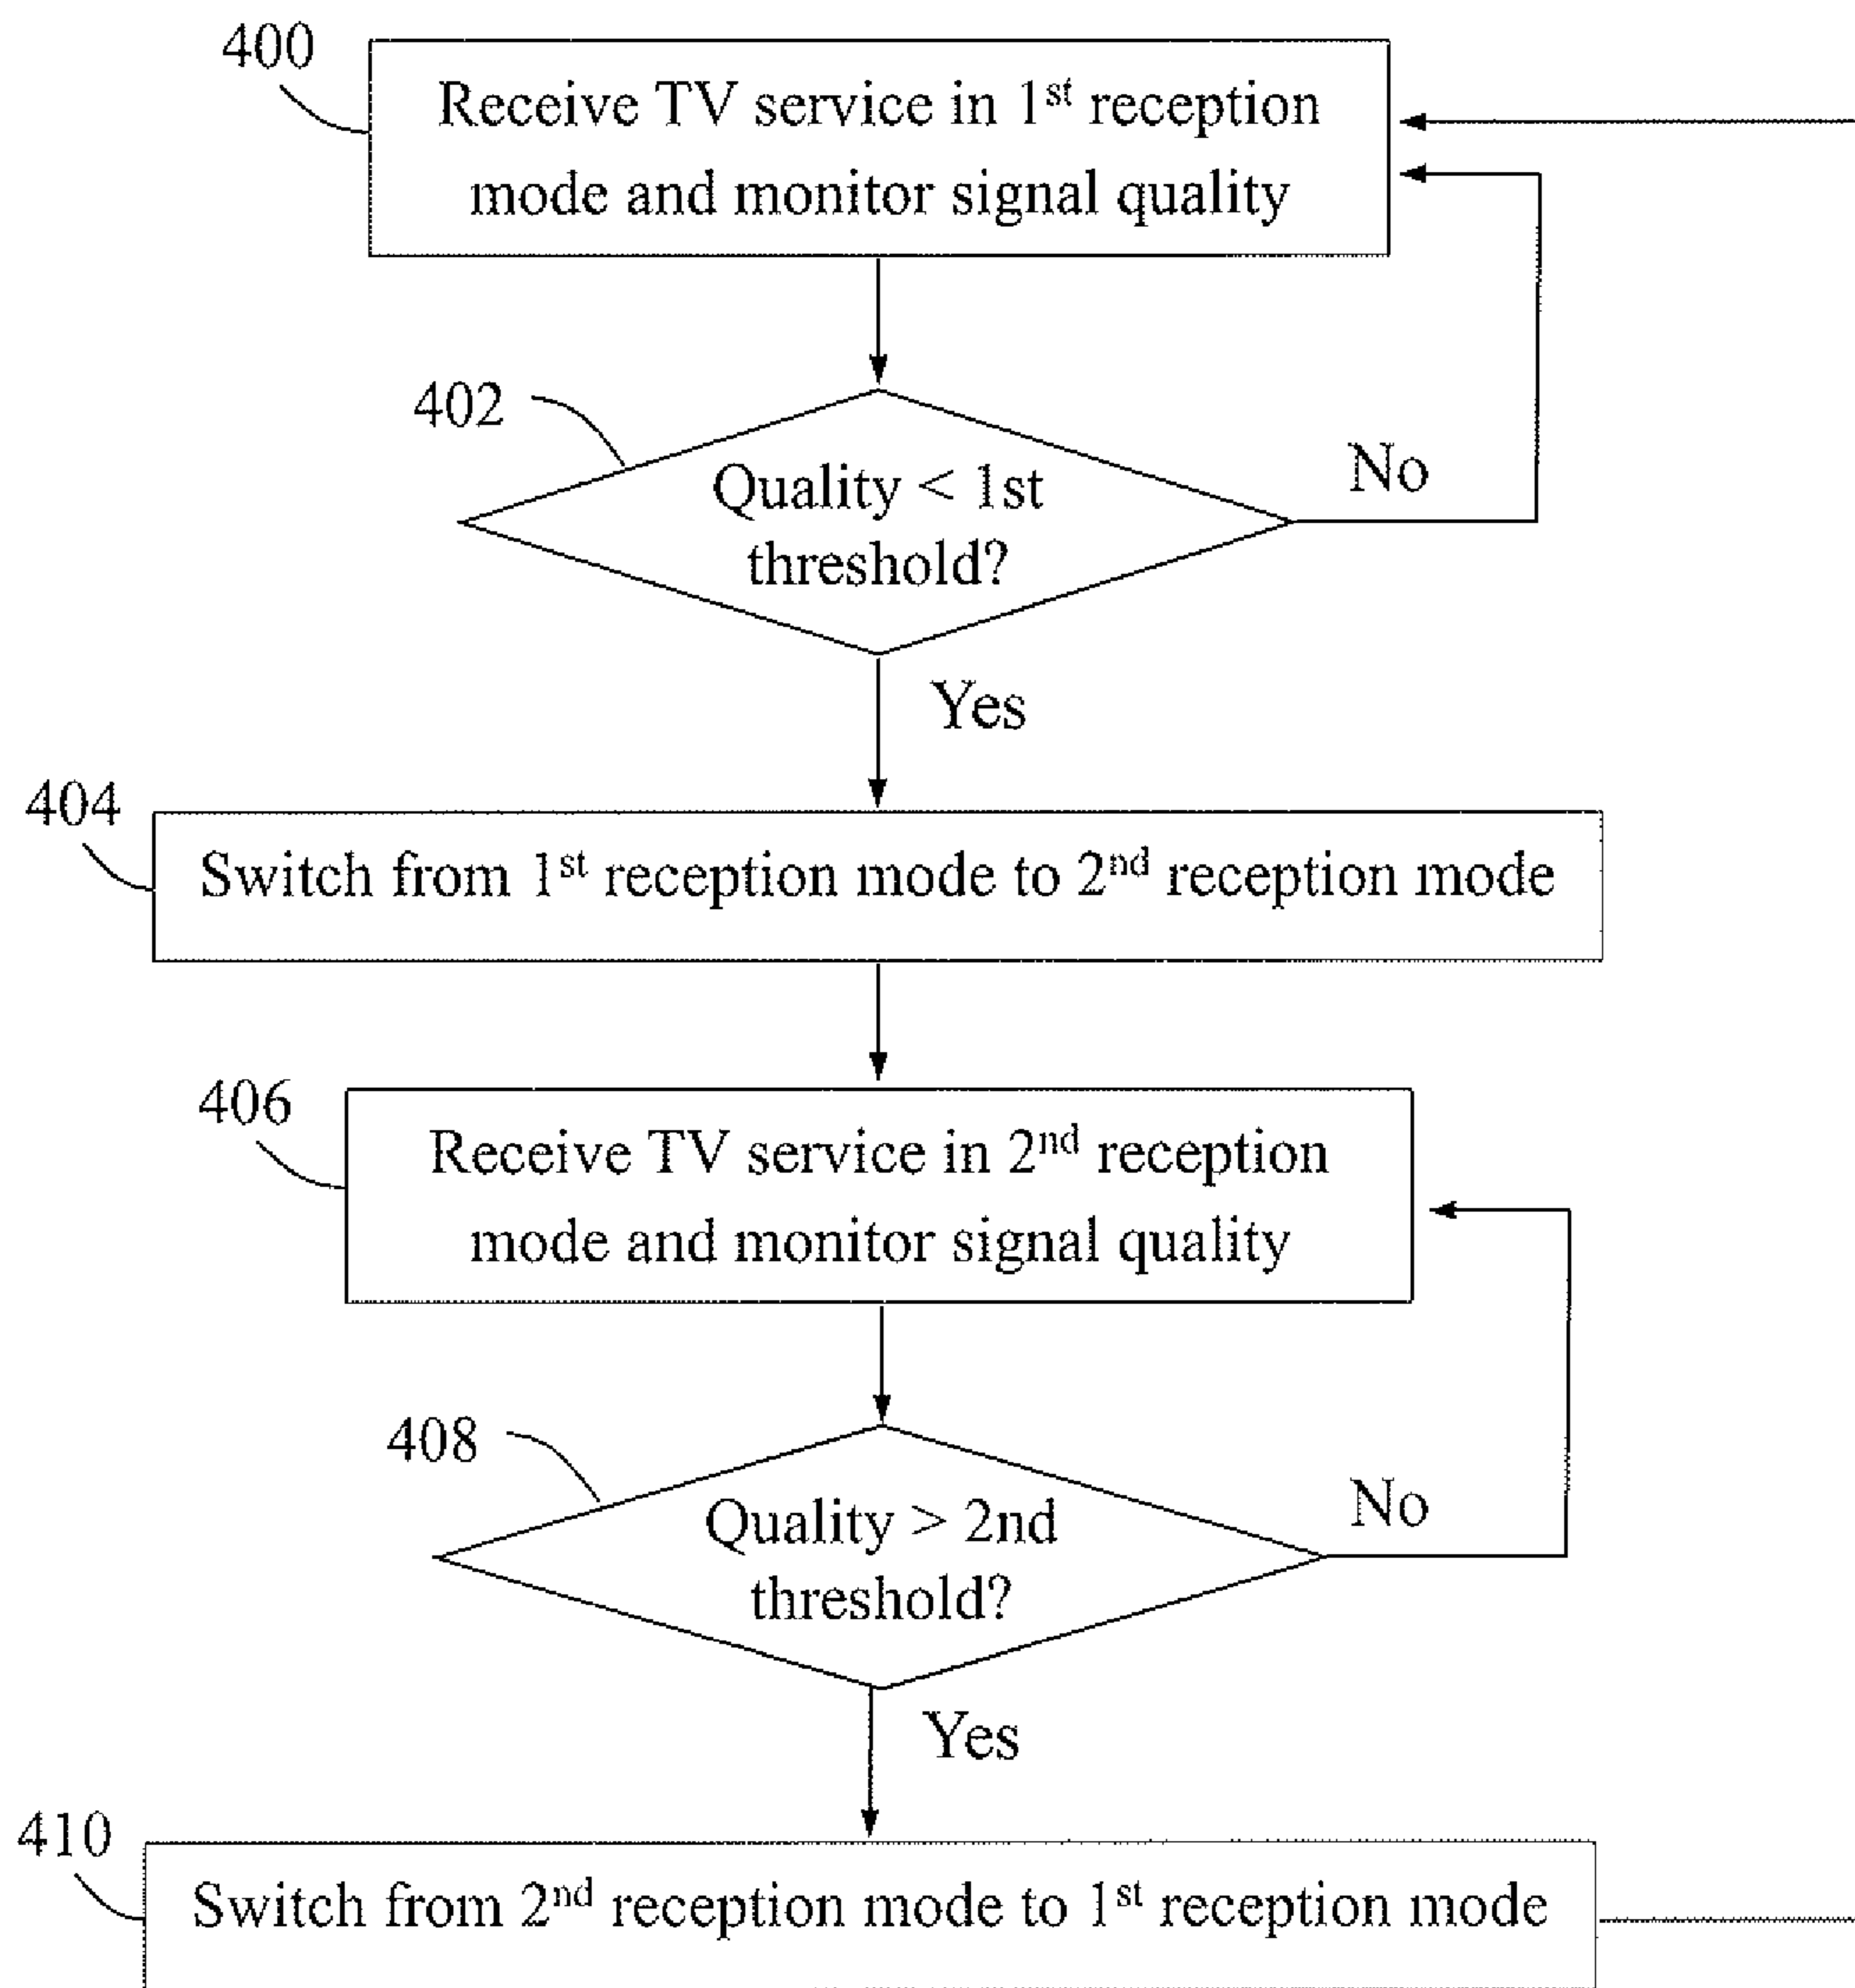 400
Receive TV service in 1st reception
mode and monitor signal quality
402
Quality < 1st
threshold?
No
Yes
404
Switch from 1st reception mode to 2nd reception mode
406
Receive TV service in 2nd reception
mode and monitor signal quality
408
Quality > 2nd
threshold?
No
Yes
410
Switch from 2nd reception mode to 1st reception mode